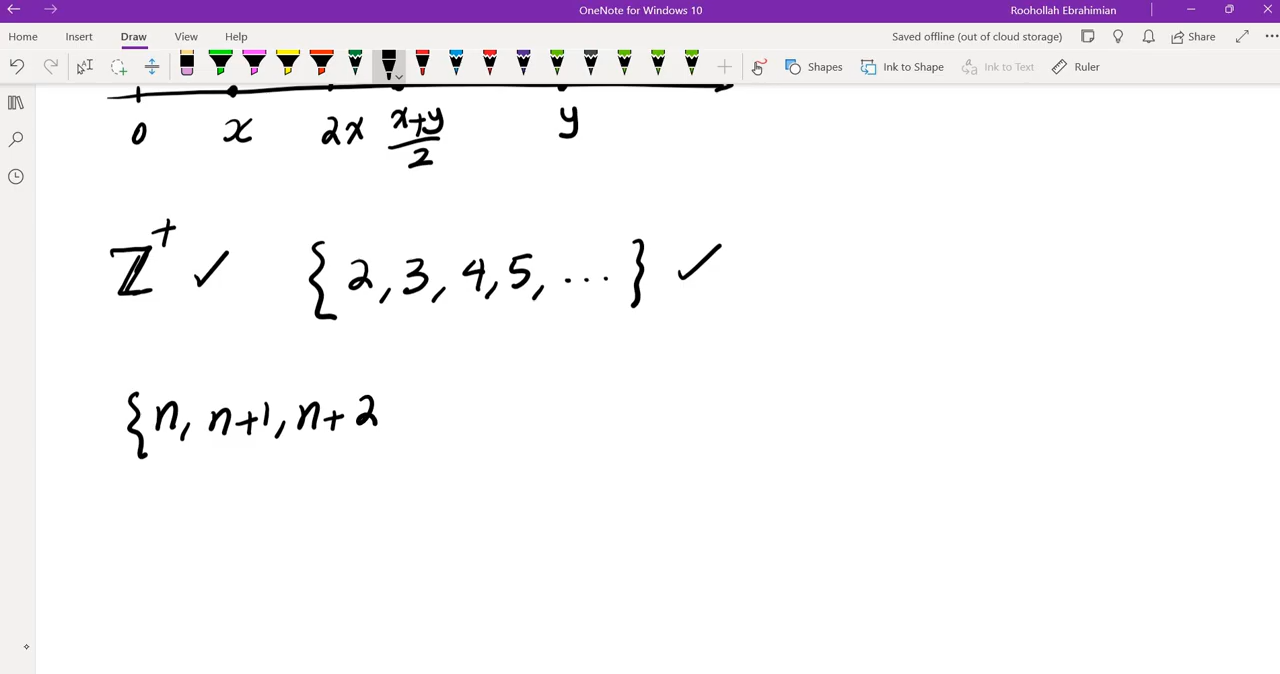 OneNote for Windows 10
Roohollah Ebrahimian
Home Insert Draw View Help
Saved offline (out of cloud storage)
Share
Shapes
Ink to Shape
Ink to Text
Ruler
0 x 2x x+y/2 y
ℤ⁺ ✓ { 2, 3, 4, 5, ... } ✓
{ n, n+1, n+2